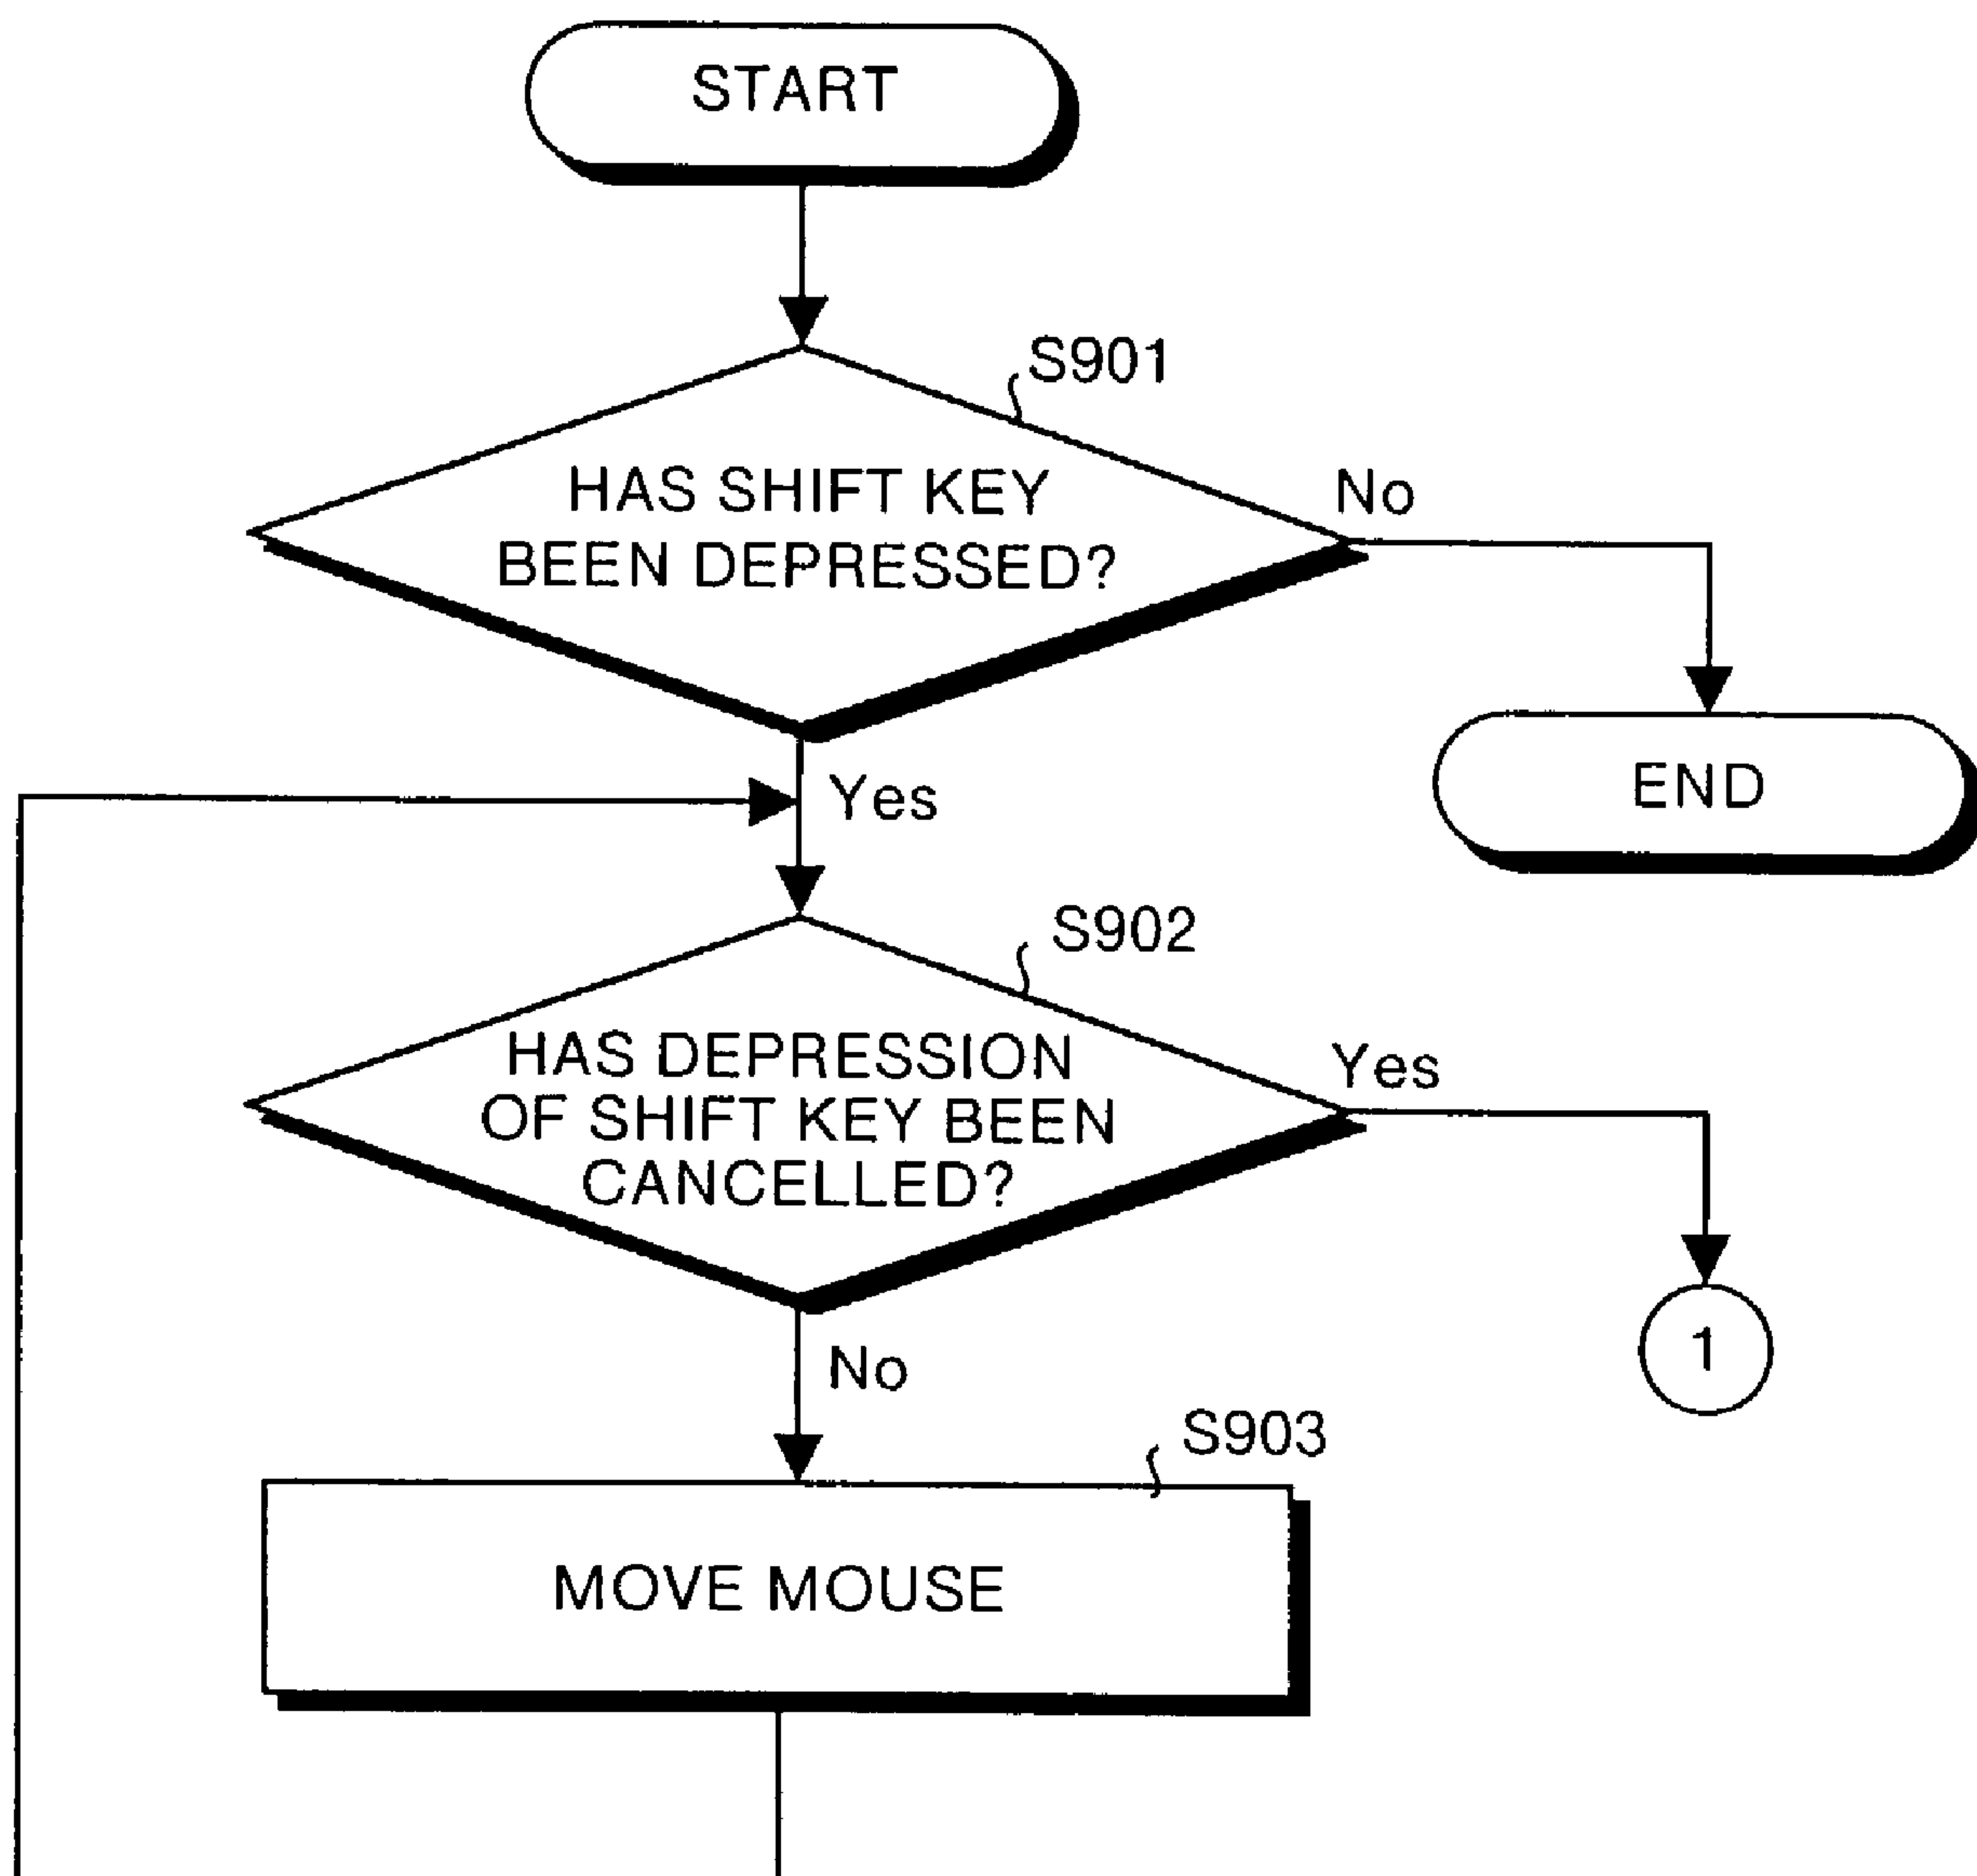 START
S901
HAS SHIFT KEY
BEEN DEPRESSED?
No
Yes
END
S902
HAS DEPRESSION
OF SHIFT KEY BEEN
CANCELLED?
Yes
No
1
S903
MOVE MOUSE